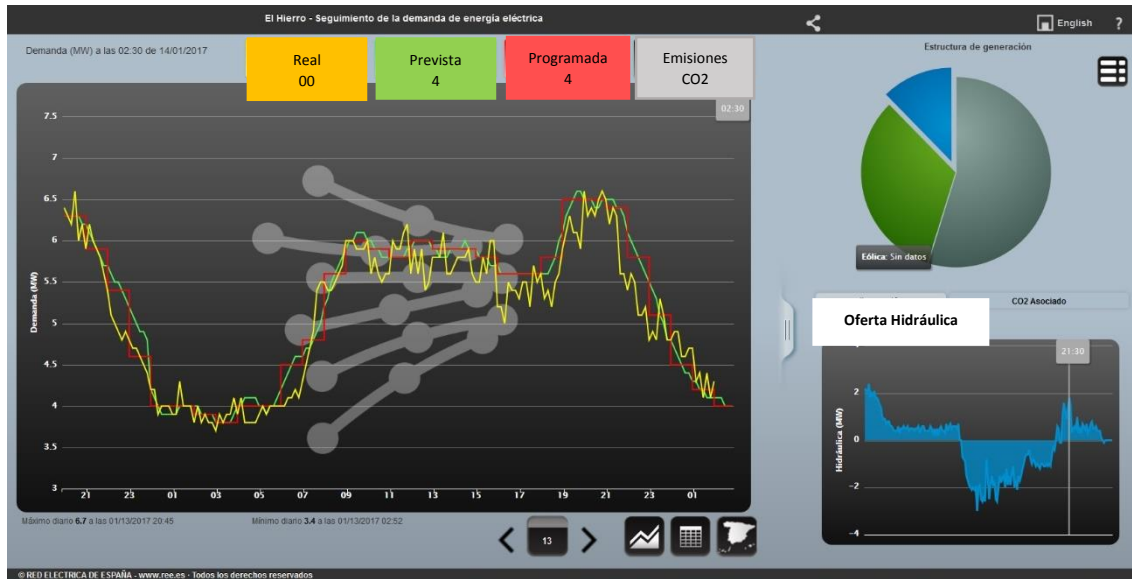 El Hierro - Seguimiento de la demanda de energía eléctrica
English ?
Demanda (MW) a las 02:30 de 14/01/2017
Real
00
Prevista
4
Programada
4
Emisiones
CO2
Estructura de generación
02:30
7.5
7
6.5
6
5.5
5
4.5
4
3.5
3
Demanda (MW)
21 23 01 03 05 07 09 11 13 15 17 19 21 23 01
Eólica: Sin datos
CO2 Asociado
Oferta Hidráulica
21:30
2
0
−2
−4
Hidráulica (MW)
Máximo diario 6.7 a las 01/13/2017 20:45
Mínimo diario 3.4 a las 01/13/2017 02:52
13
© RED ELECTRICA DE ESPAÑA - www.ree.es - Todos los derechos reservados